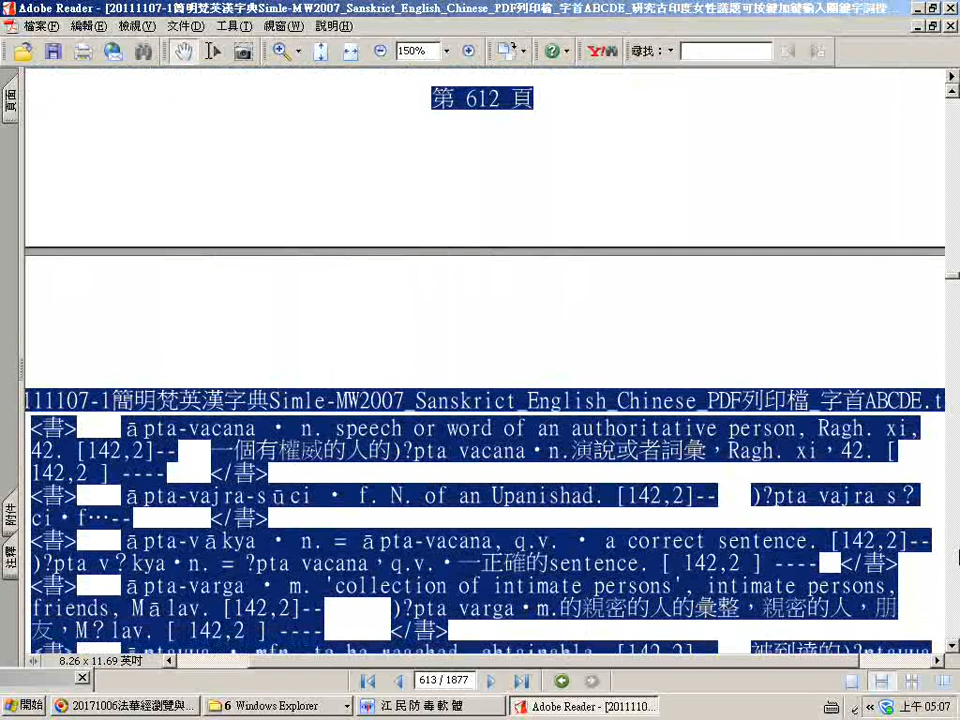 Adobe Reader - [20111107-1簡明梵英漢字典Simle-MW2007_Sanskrict_English_Chinese_PDF列印檔_字首ABCDE_研究古印度女性議題可按鍵加鍵輸入關鍵字詞搜
檔案(F) 編輯(E) 檢視(V) 文件(D) 工具(T) 視窗(W) 說明(H)
150% Y! 尋找:
頁面
第 612 頁
111107-1簡明梵英漢字典Simle-MW2007_Sanskrict_English_Chinese_PDF列印檔_字首ABCDE.t
<書> āpta-vacana · n. speech or word of an authoritative person, Ragh. xi,
42. [142,2]-- 一個有權威的人的)?pta vacana·n.演說或者詞彙，Ragh. xi，42. [
142,2 ] ---- </書>
<書> āpta-vajra-sūci · f. N. of an Upanishad. [142,2]-- )?pta vajra s?
ci·f…-- </書>
<書> āpta-vākya · n. = āpta-vacana, q.v. · a correct sentence. [142,2]--
)?pta v?kya·n. = ?pta vacana，q.v.·一正確的sentence. [ 142,2 ] ---- </書>
<書> āpta-varga · m. 'collection of intimate persons', intimate persons,
friends, Mālav. [142,2]-- )?pta varga·m.的親密的人的彙整，親密的人，朋
友，M?lav. [ 142,2 ] ---- </書>
附件
注釋
8.26 x 11.69 英吋
613 / 1877
開始 20171006法華經瀏覽與... 6 Windows Explorer 江民防毒軟體 Adobe Reader - [2011110... 上午 05:07